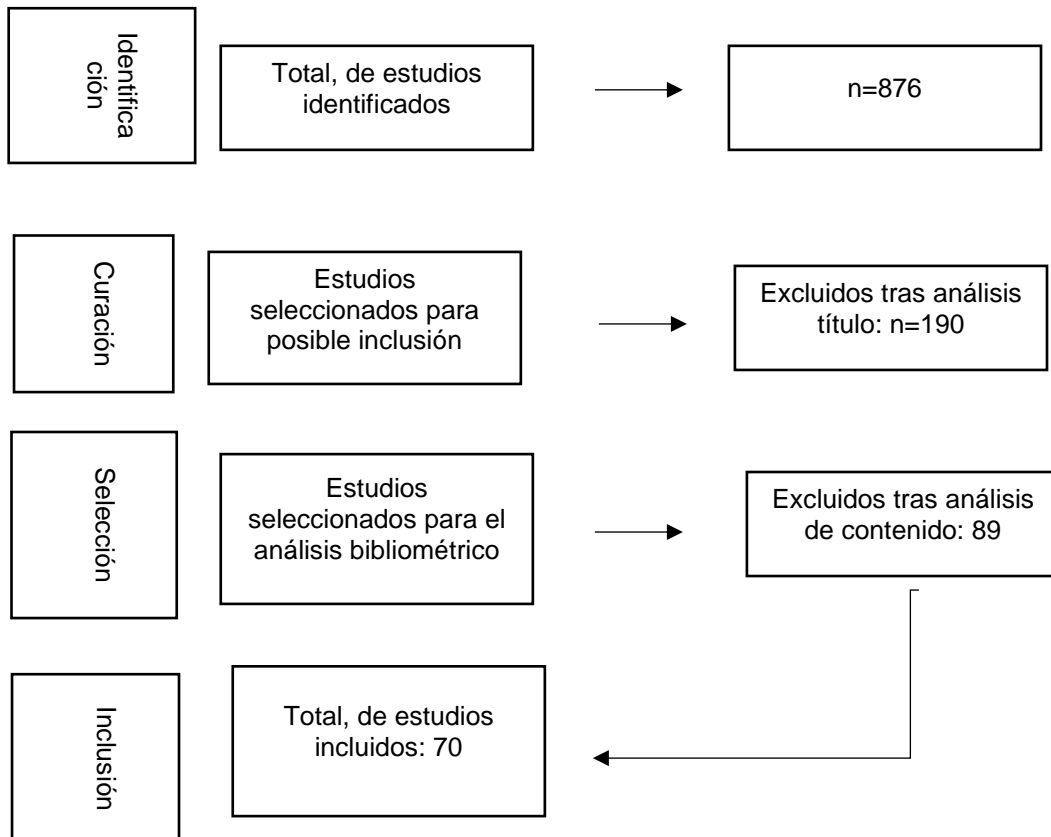 Identifica
ción
Total, de estudios
identificados
n=876
Curación
Estudios
seleccionados para
posible inclusión
Excluidos tras análisis
título: n=190
Selección
Estudios
seleccionados para el
análisis bibliométrico
Excluidos tras análisis
de contenido: 89
Inclusión
Total, de estudios
incluidos: 70